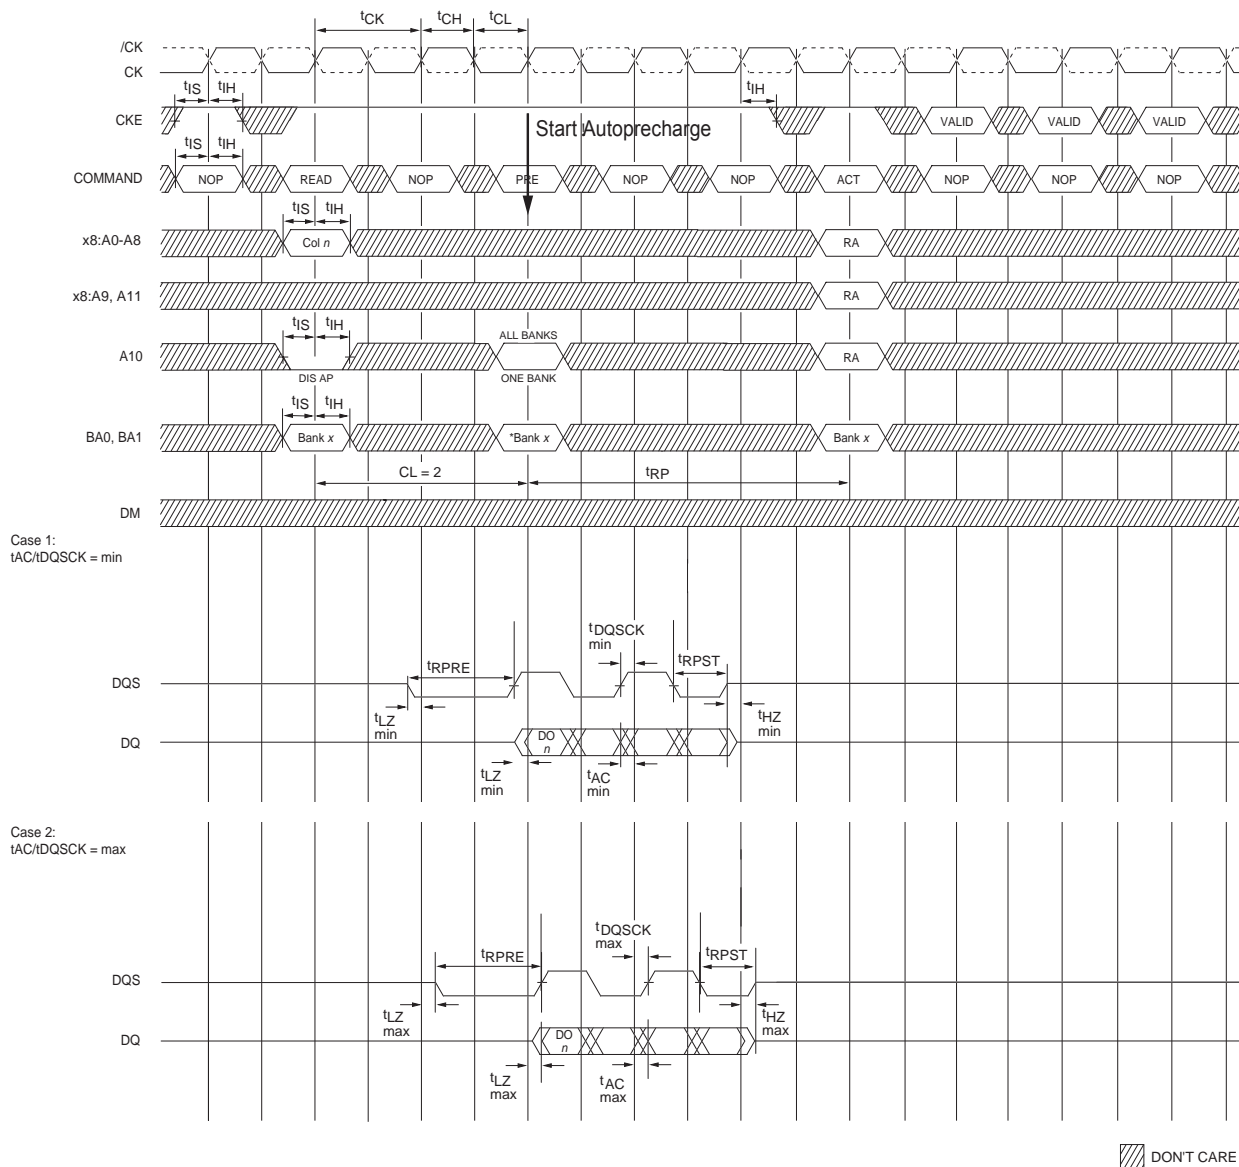 tCK tCH tCL
/CK
CK
tIS tIH tIH
CKE VALID VALID VALID
Start Autoprecharge
tIS tIH
COMMAND NOP READ NOP PRE NOP NOP ACT NOP NOP NOP
tIS tIH
x8:A0-A8 Col n RA
x8:A9, A11 RA
tIS tIH ALL BANKS
A10 RA
DIS AP ONE BANK
tIS tIH
BA0, BA1 Bank x *Bank x Bank x
CL = 2 tRP
DM
Case 1:
tAC/tDQSCK = min
tDQSCK
min
tRPRE tRPST
DQS
tLZ
min
tHZ
min
DQ DO
n
tLZ
min
tAC
min
Case 2:
tAC/tDQSCK = max
tDQSCK
max
tRPRE tRPST
DQS
tLZ
max
tHZ
max
DQ DO
n
tLZ
max
tAC
max
DON'T CARE